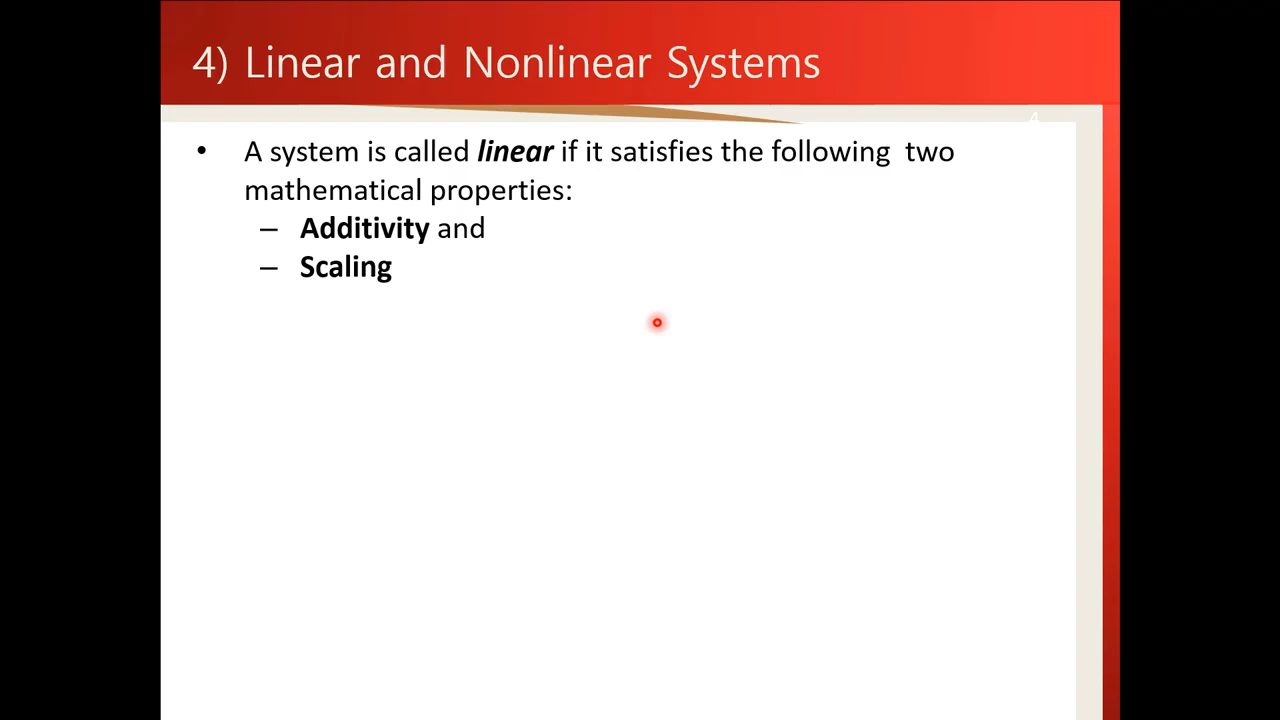 4) Linear and Nonlinear Systems
4
• A system is called linear if it satisfies the following  two
mathematical properties:
– Additivity and
– Scaling